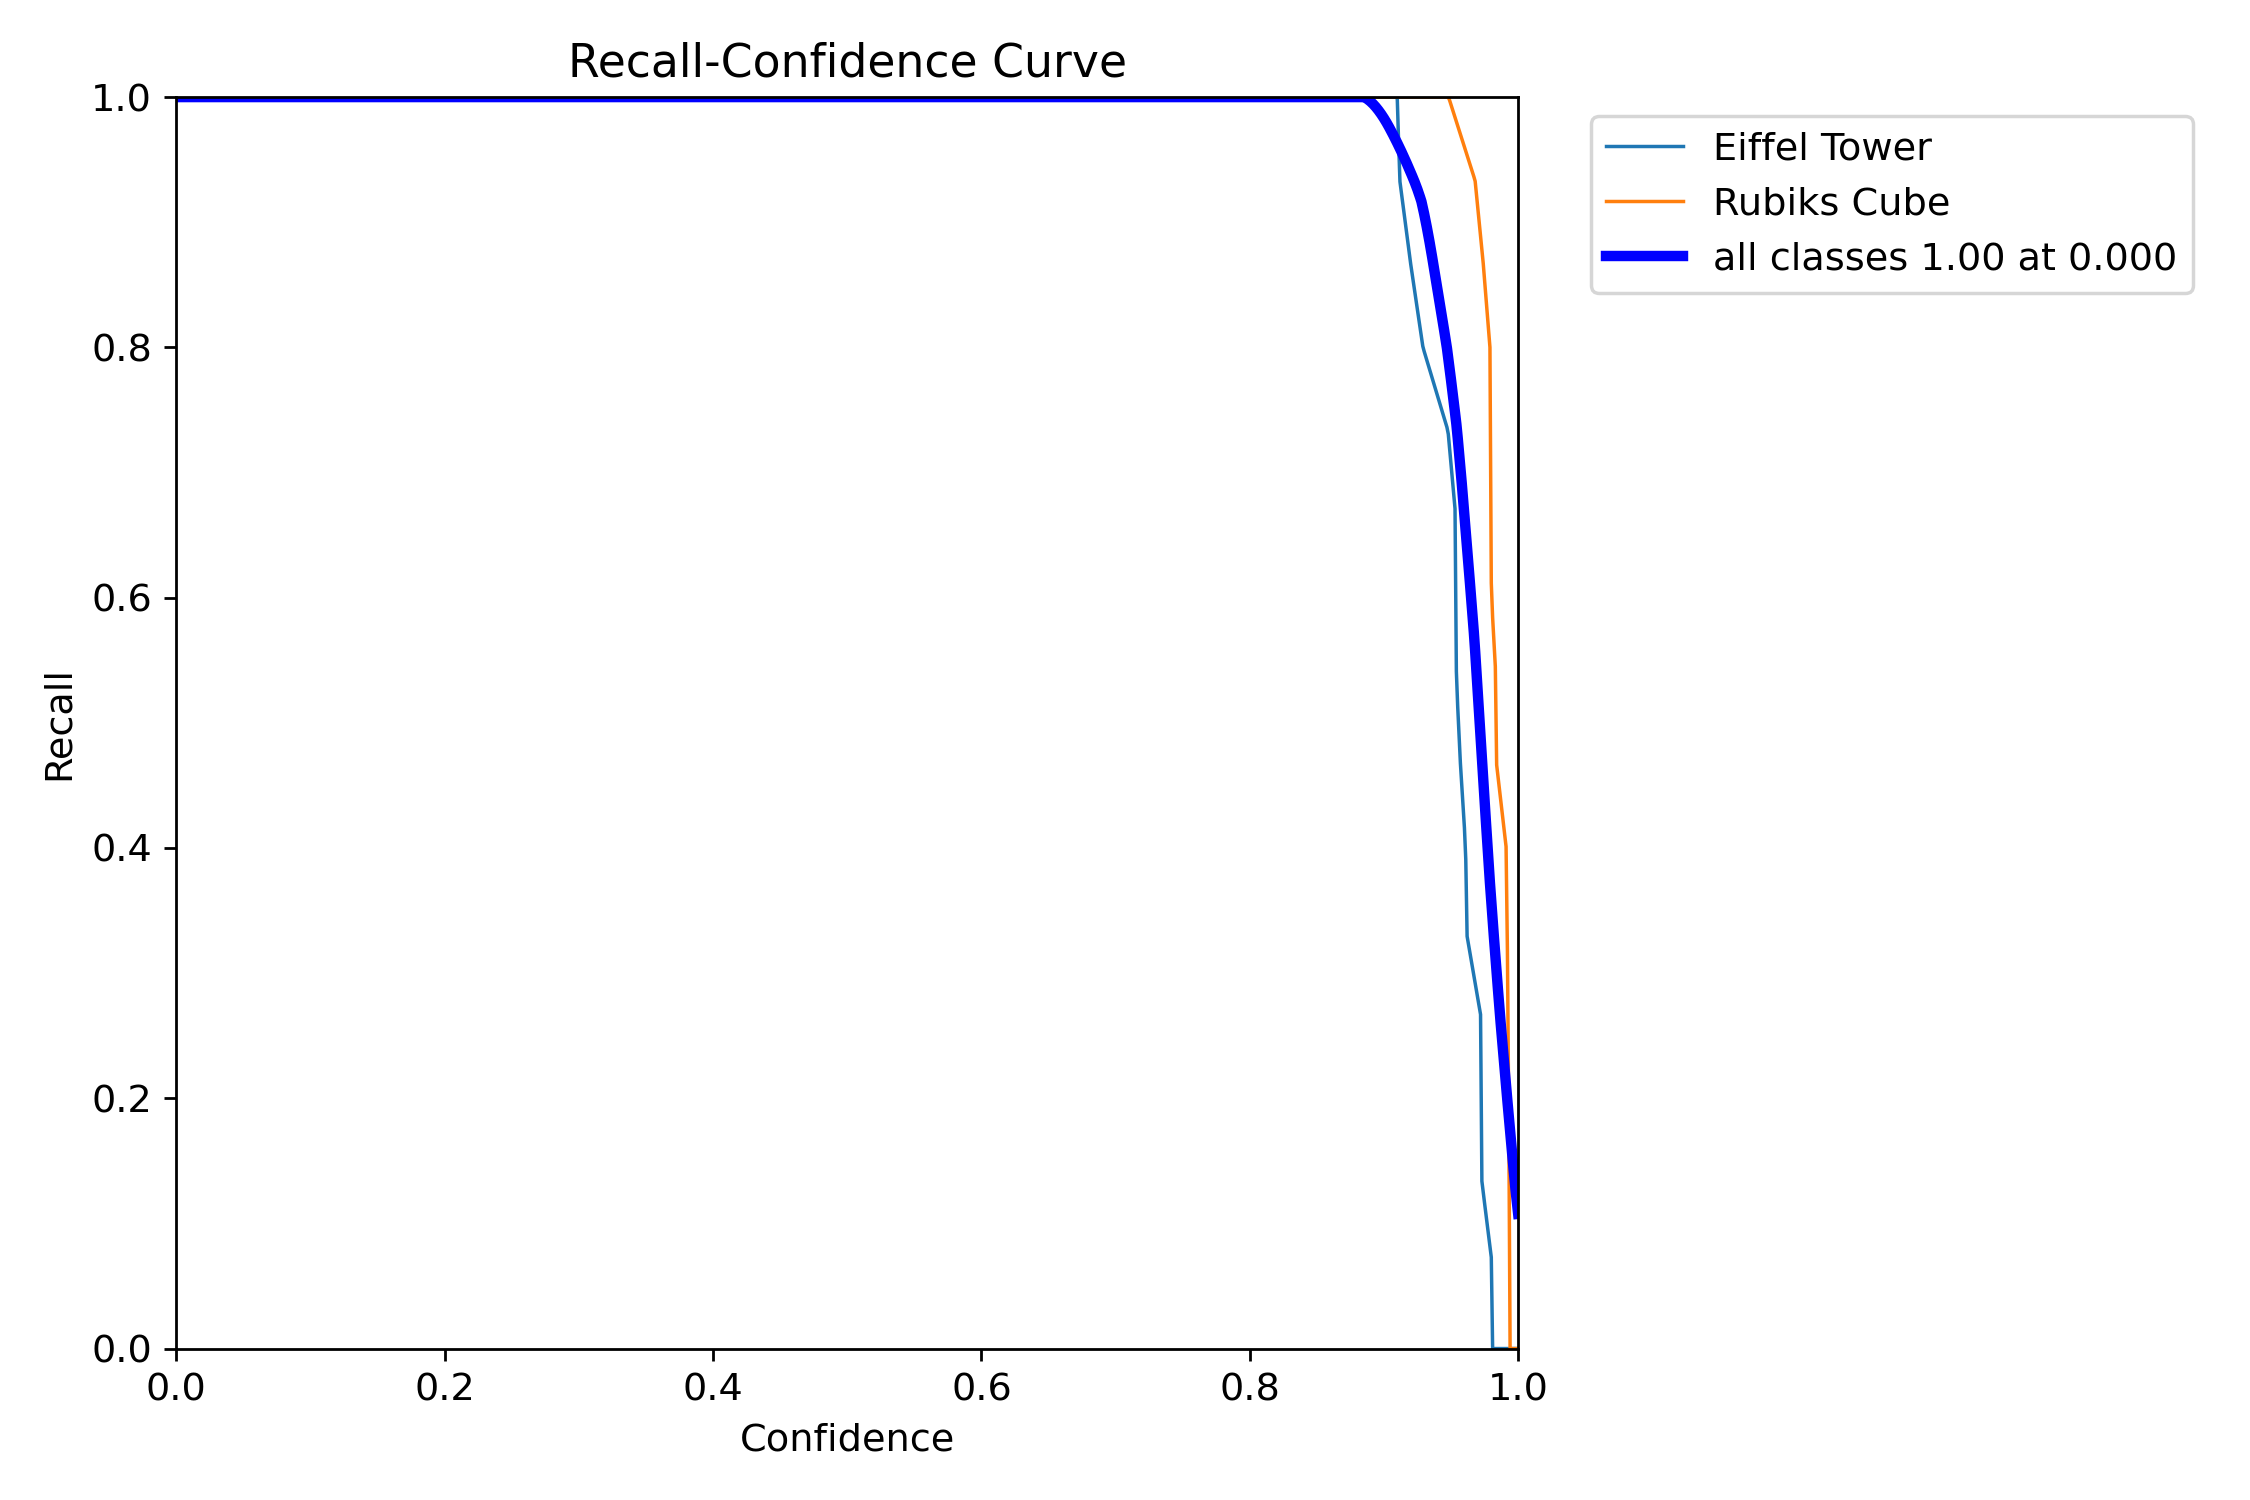 Recall-Confidence Curve
1.0
0.8
0.6
0.4
0.2
0.0
Recall
0.0 0.2 0.4 0.6 0.8 1.0
Confidence
Eiffel Tower
Rubiks Cube
all classes 1.00 at 0.000